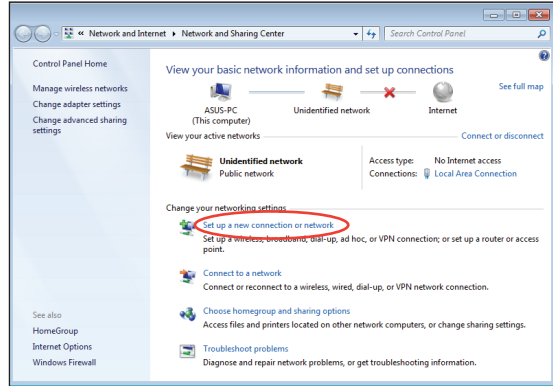 « Network and Internet ▸ Network and Sharing Center
Search Control Panel
Control Panel Home
Manage wireless networks
Change adapter settings
Change advanced sharing
settings
See also
HomeGroup
Internet Options
Windows Firewall
View your basic network information and set up connections
See full map
ASUS-PC
(This computer)
Unidentified network
Internet
View your active networks
Connect or disconnect
Unidentified network
Public network
Access type: No Internet access
Connections: Local Area Connection
Change your networking settings
Set up a new connection or network
Set up a wireless, broadband, dial-up, ad hoc, or VPN connection; or set up a router or access
point.
Connect to a network
Connect or reconnect to a wireless, wired, dial-up, or VPN network connection.
Choose homegroup and sharing options
Access files and printers located on other network computers, or change sharing settings.
Troubleshoot problems
Diagnose and repair network problems, or get troubleshooting information.